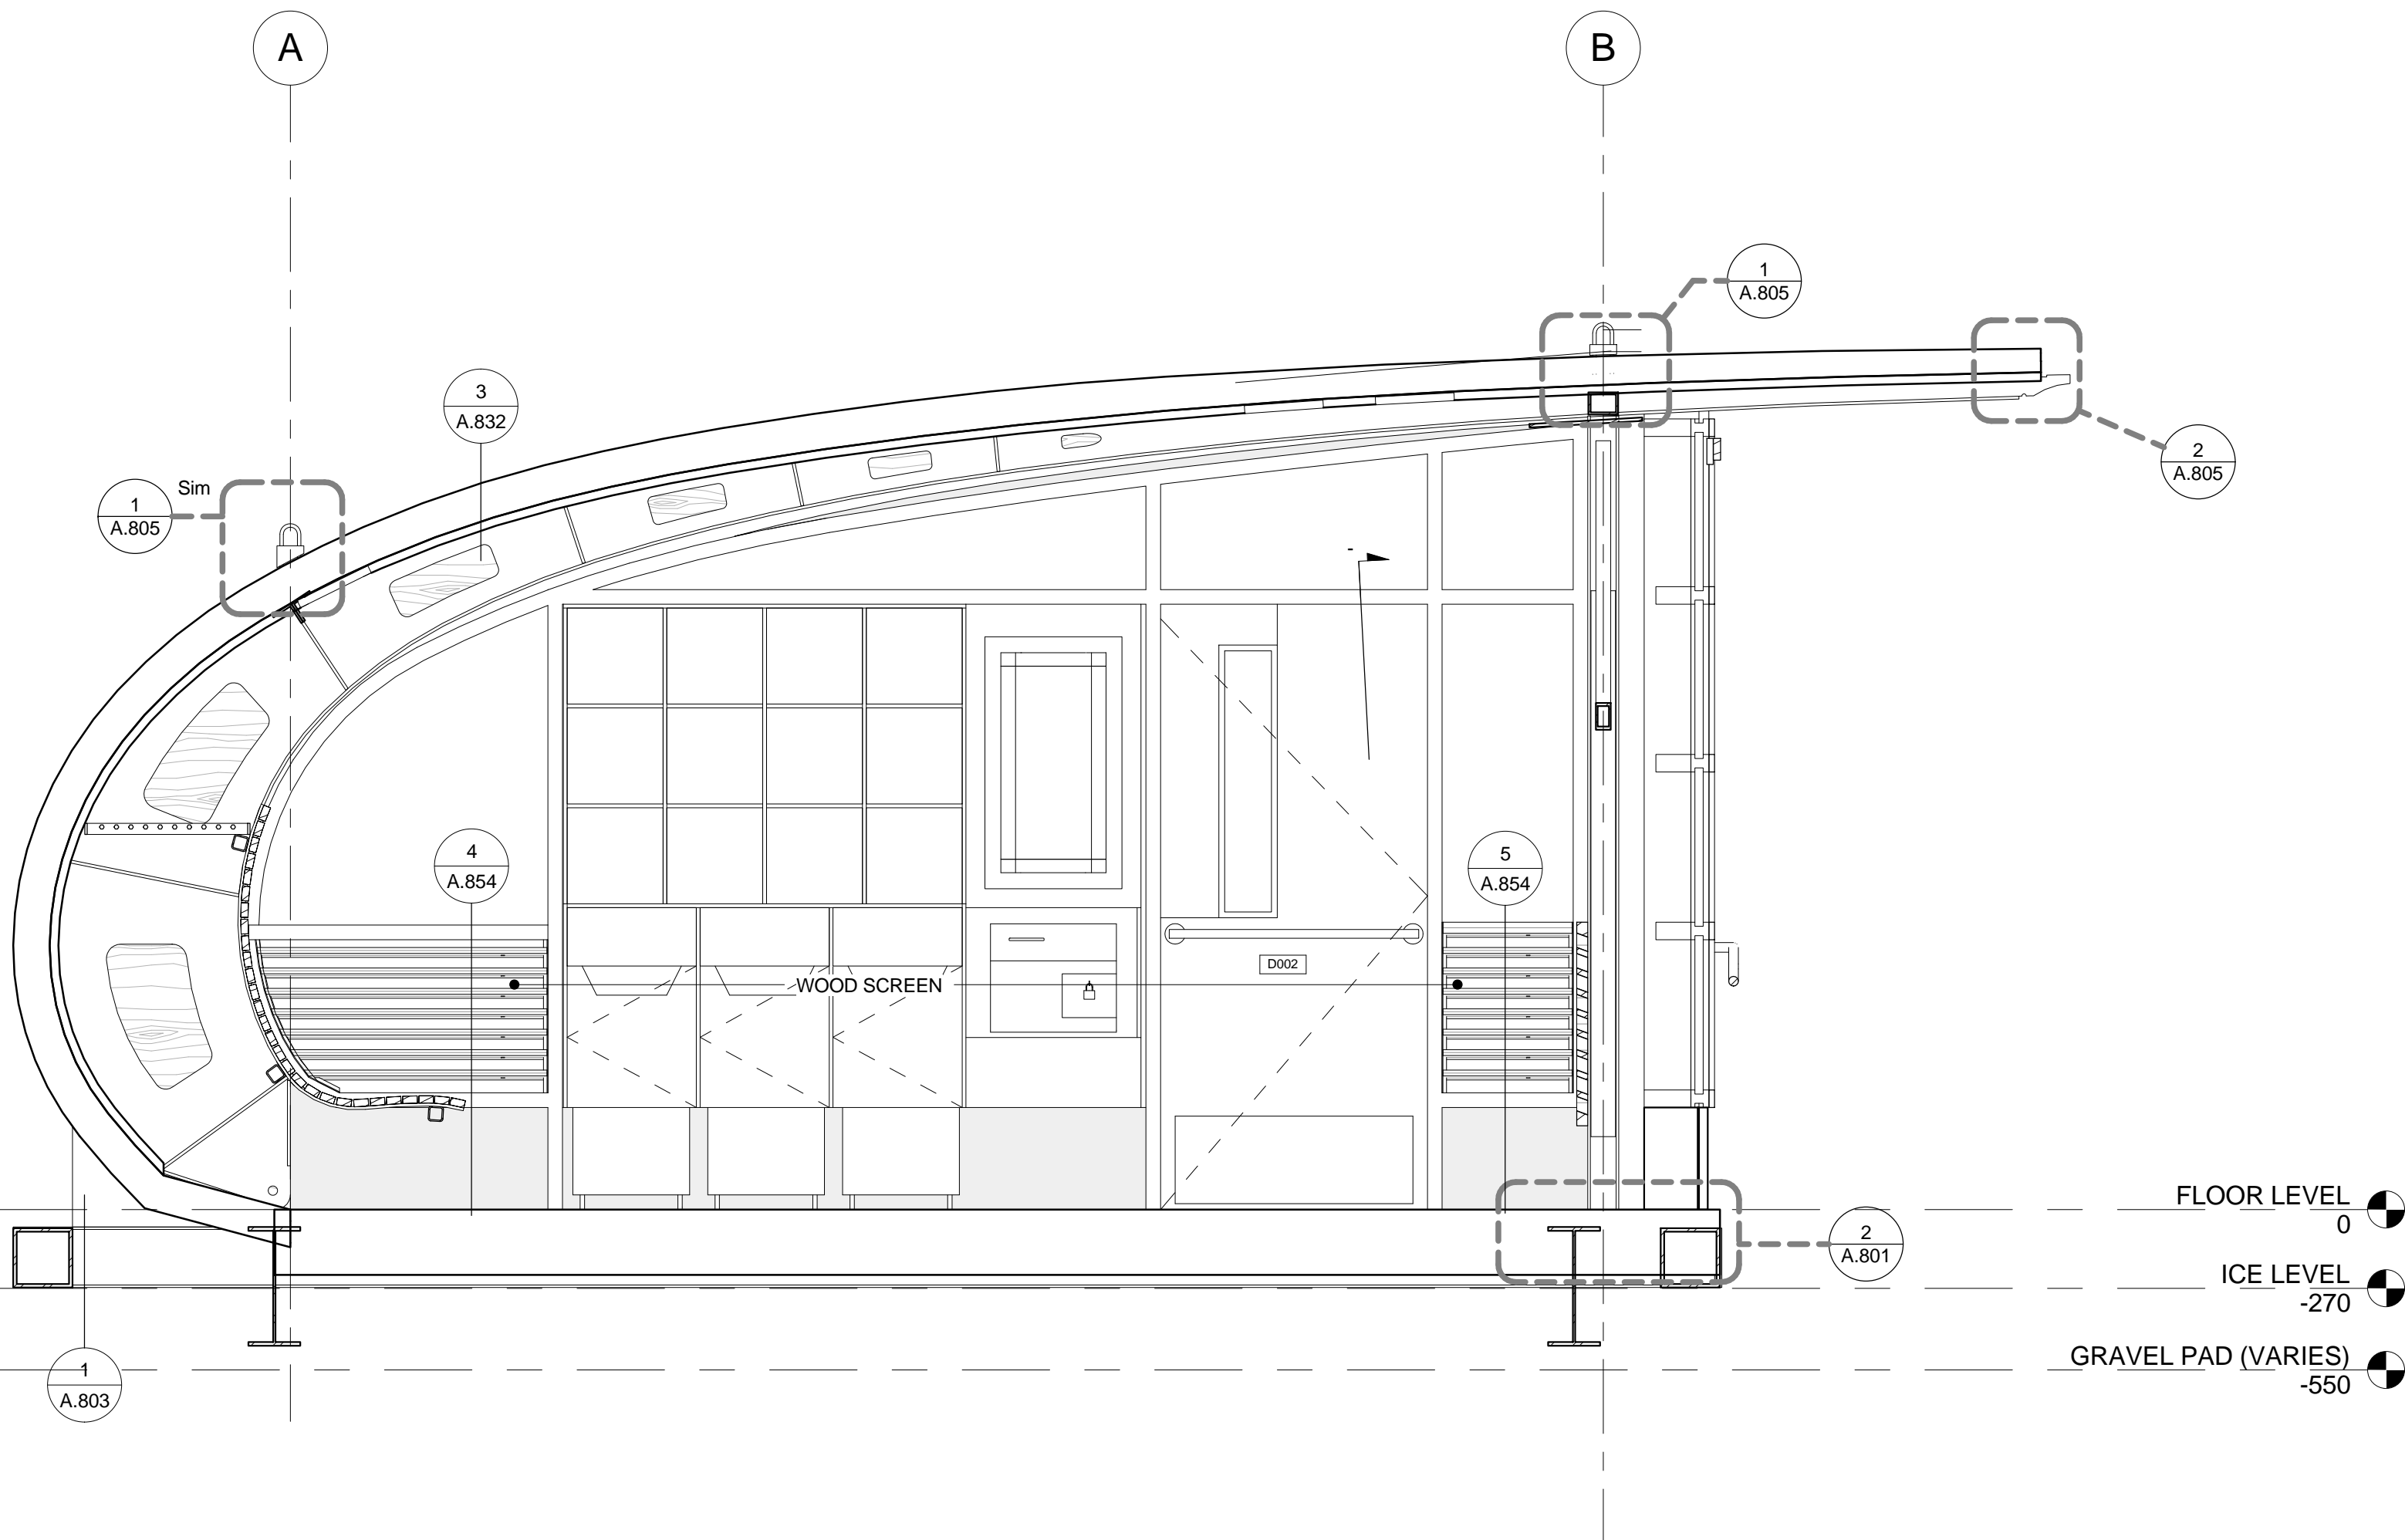 A
B
1
A.805
3
A.832
2
A.805
Sim
1
A.805
-
4
A.854
5
A.854
D002
WOOD SCREEN
FLOOR LEVEL
0
2
A.801
ICE LEVEL
-270
GRAVEL PAD (VARIES)
-550
1
A.803